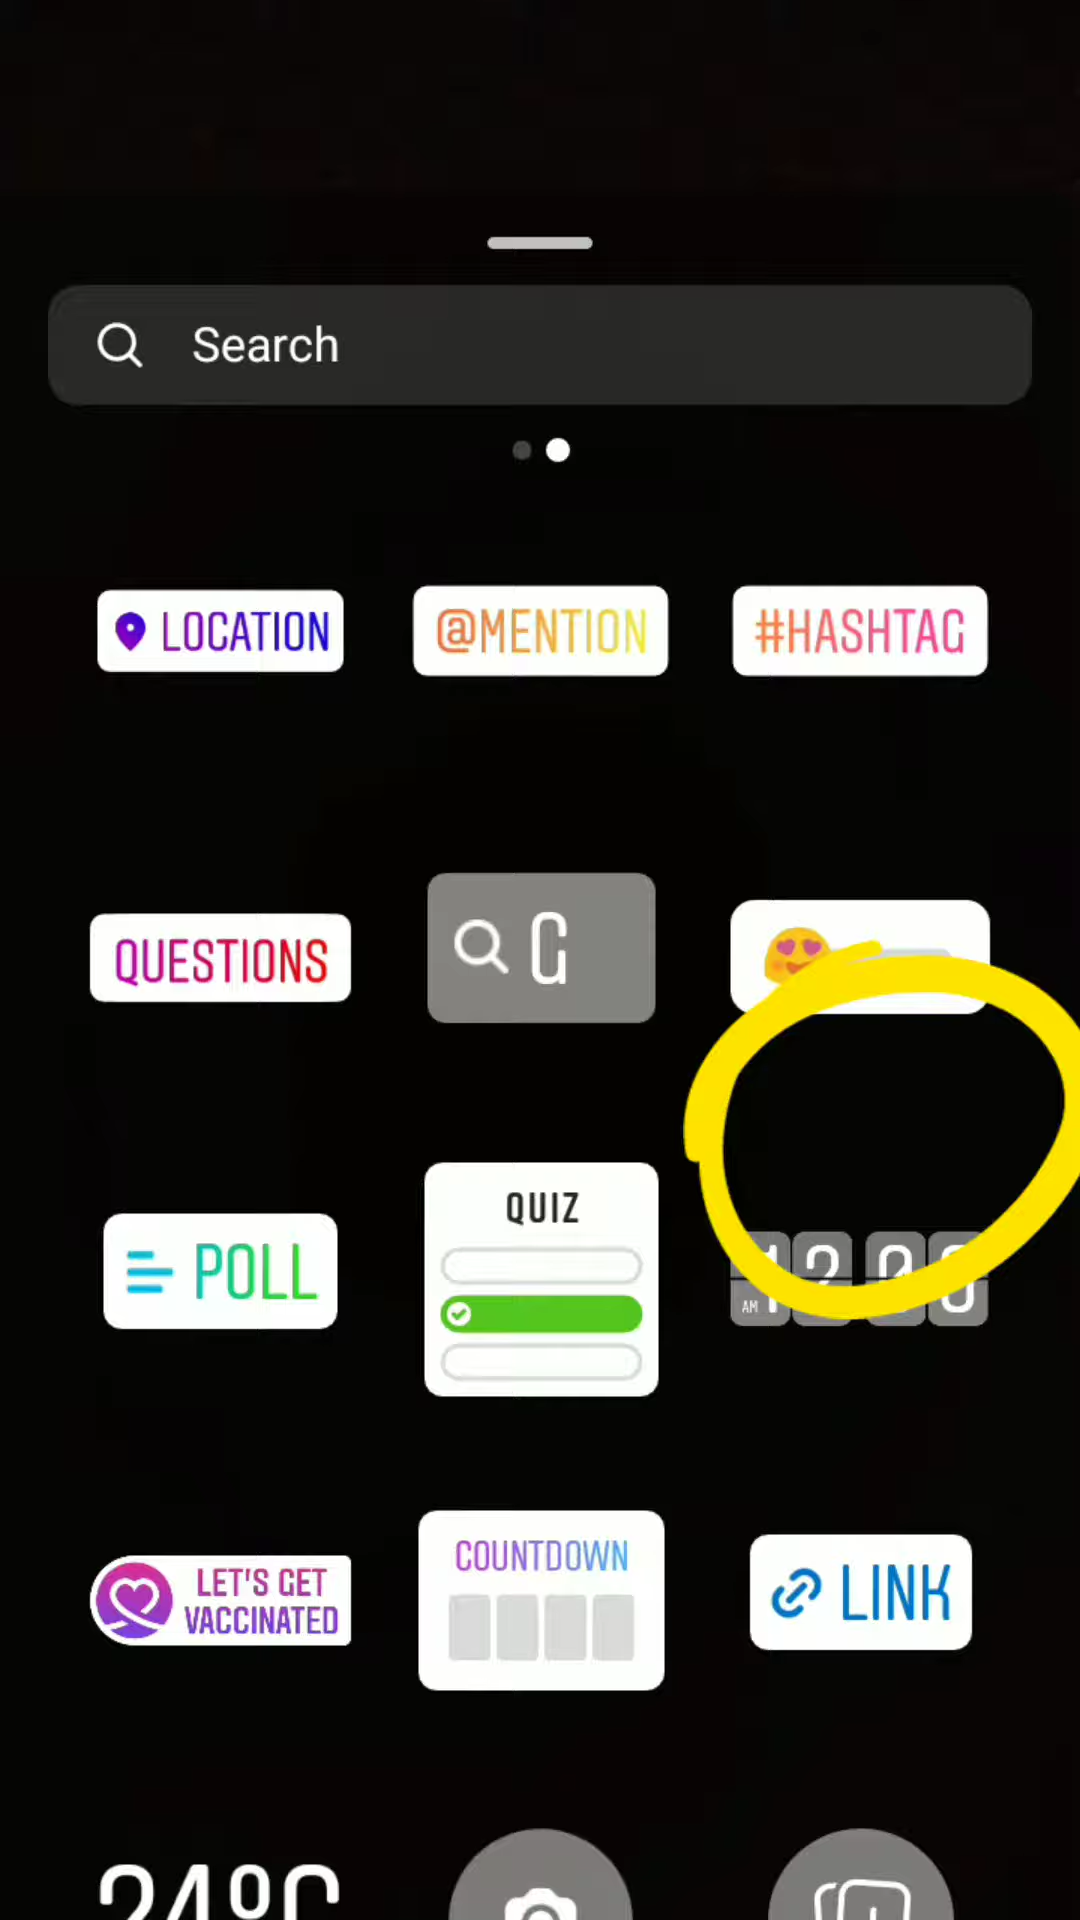 Search
LOCATION
@MENTION
#HASHTAG
QUESTIONS
G
POLL
QUIZ
AM
LET'S GET
VACCINATED
COUNTDOWN
LINK